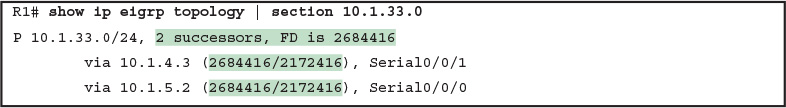 R1# show ip eigrp topology | section 10.1.33.0
P 10.1.33.0/24, 2 successors, FD is 2684416
via 10.1.4.3 (2684416/2172416), Serial0/0/1
via 10.1.5.2 (2684416/2172416), Serial0/0/0